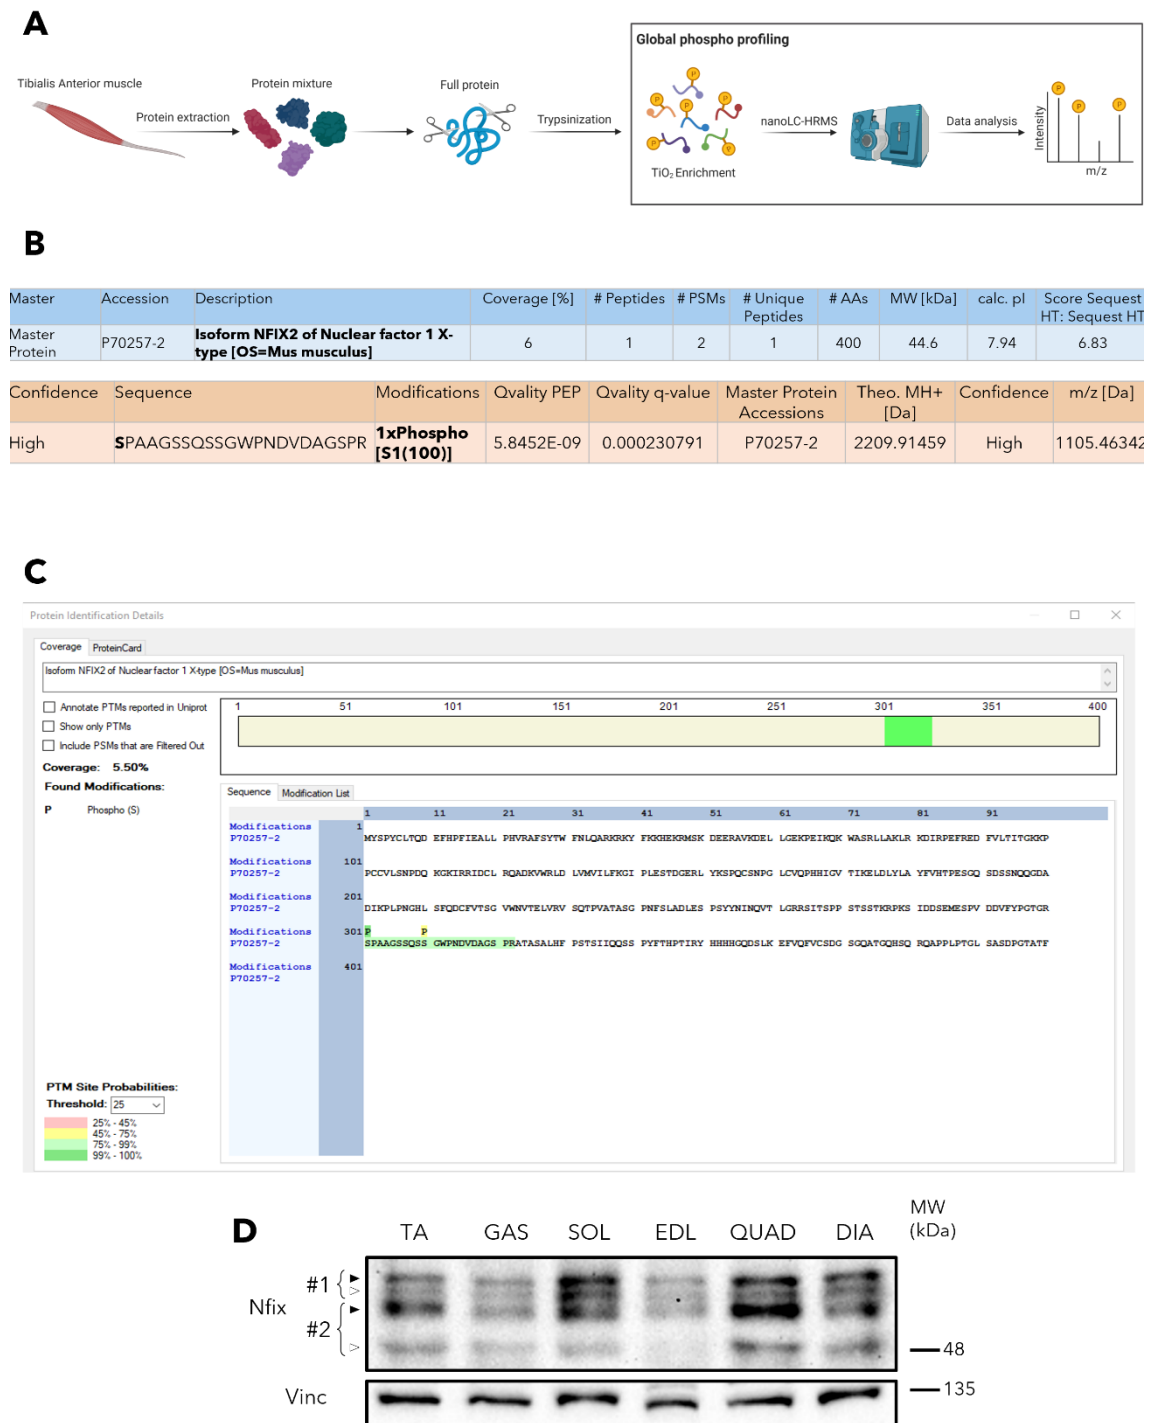 A
Global phospho profiling
Tibialis Anterior muscle
Protein mixture
Full protein
Protein extraction
Trypsinization
nanoLC-HRMS
Data analysis
TiO₂ Enrichment
P P P P P P P
P P P
Intensity
m/z
B
Master Accession Description Coverage [%] # Peptides # PSMs # Unique Peptides # AAs MW [kDa] calc. pI Score Sequest HT: Sequest HT
Master Protein P70257-2 Isoform NFIX2 of Nuclear factor 1 X-type [OS=Mus musculus] 6 1 2 1 400 44.6 7.94 6.83
Confidence Sequence Modifications Qvality PEP Qvality q-value Master Protein Accessions Theo. MH+ [Da] Confidence m/z [Da]
High SPAAGSSQSSGWPNDVDAGSPR 1xPhospho [S1(100)] 5.8452E-09 0.000230791 P70257-2 2209.91459 High 1105.46342
C
Protein Identification Details
Coverage ProteinCard
Isoform NFIX2 of Nuclear factor 1 X-type [OS=Mus musculus]
Annotate PTMs reported in Uniprot
Show only PTMs
Include PSMs that are Filtered Out
Coverage: 5.50%
Found Modifications:
P Phospho (S)
1 51 101 151 201 251 301 351 400
Sequence Modification List
1 11 21 31 41 51 61 71 81 91
Modifications 1
P70257-2 MYSPYCLTQD EFHPFIEALL PHVRAFSYTW FNLQARKRKY FKKHEKRMSK DEERAVKDEL LGEKPEIKQK WASRLLAKLR KDIRPEFRED FVLTITGKKP
Modifications 101
P70257-2 PCCVLSNPDQ KGKIRRIDCL RQADKVWRLD LVMVILFKGI PLESTDGERL YKSPQCSNPG LCVQPHHIGV TIKELDLYLA YFVHTPESGQ SDSSNQQGDA
Modifications 201
P70257-2 DIKPLPNGHL SFQDCFVTSG VWNVTELVRV SQTPVATASG PNFSLADLES PSYYNINQVT LGRRSITSPP STSSTKRPKS IDDSEMESPV DDVFYPGTGR
Modifications 301 P P
P70257-2 SPAAGSSQSS GWPNDVDAGS PRATASALHF PSTSIIQQSS PYFTHPTIRY HHHHGQDSLK EFVQFVCSDG SGQATGQHSQ RQAPPLPTGL SASDPGTATF
Modifications 401
P70257-2
PTM Site Probabilities:
Threshold: 25
25% - 45%
45% - 75%
75% - 99%
99% - 100%
D
TA GAS SOL EDL QUAD DIA
MW
(kDa)
#1
Nfix
#2
48
135
Vinc